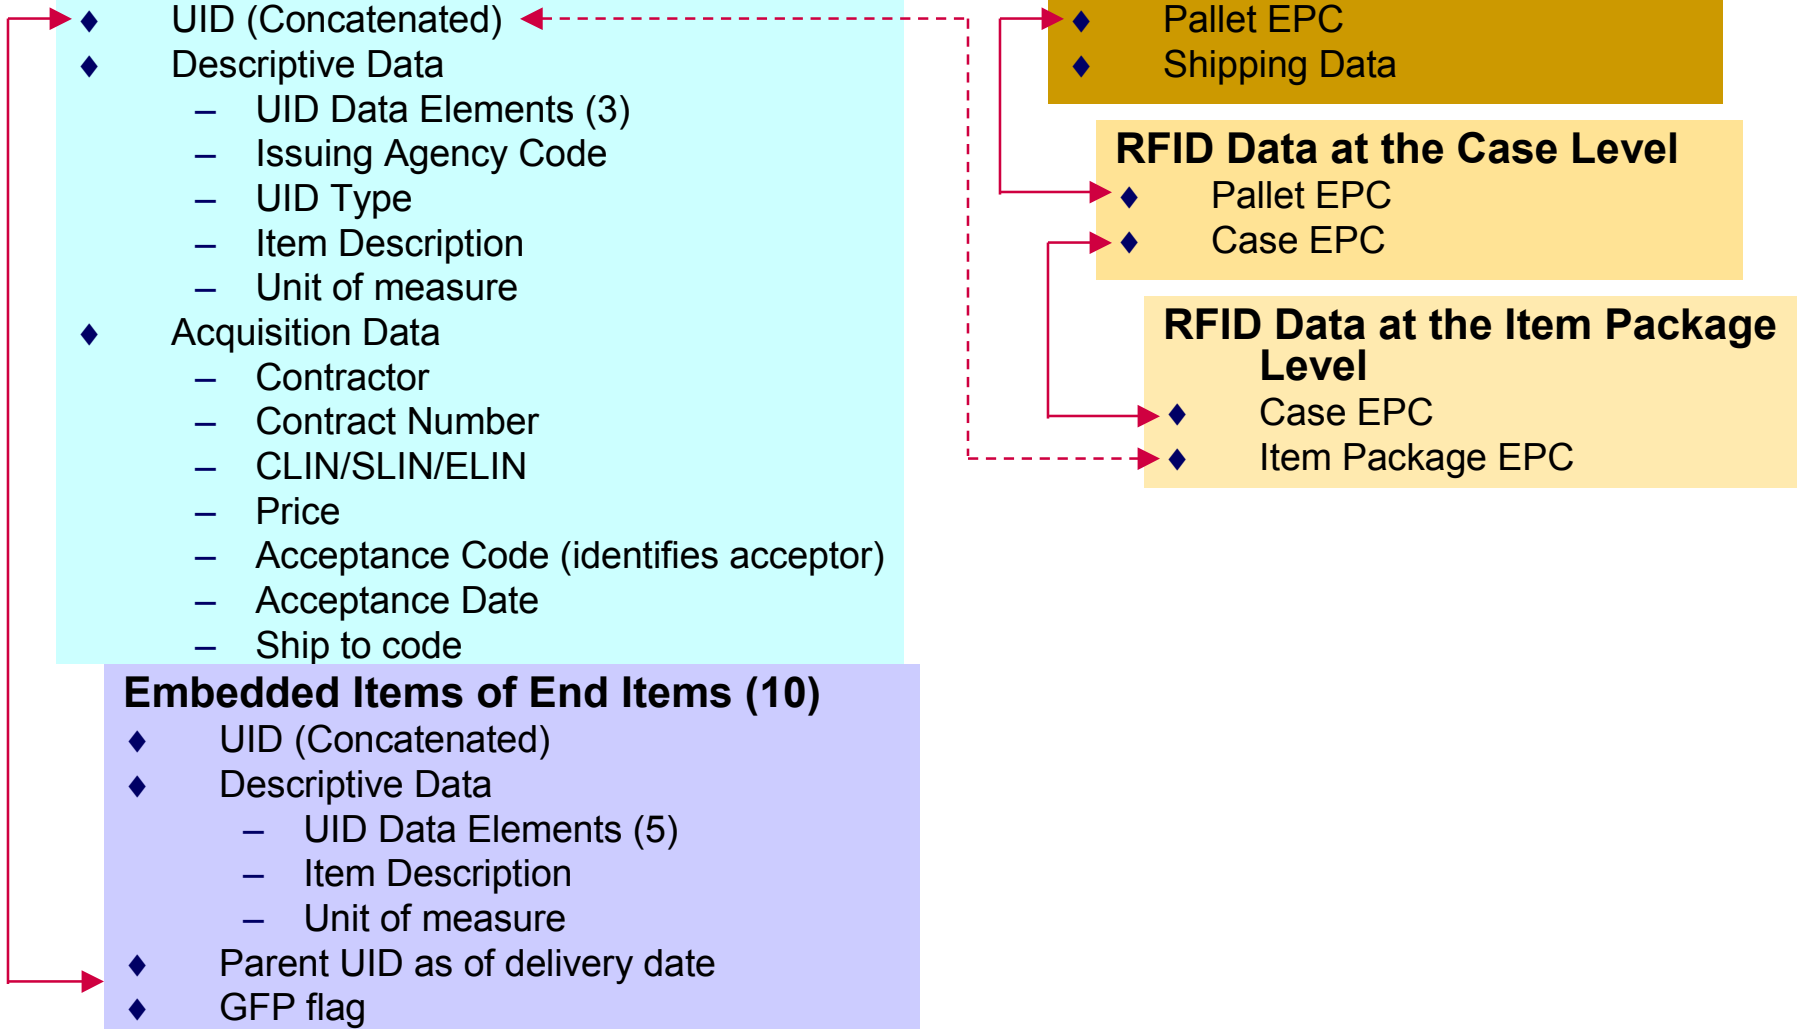 ♦ UID (Concatenated)
♦ Descriptive Data
– UID Data Elements (3)
– Issuing Agency Code
– UID Type
– Item Description
– Unit of measure
♦ Acquisition Data
– Contractor
– Contract Number
– CLIN/SLIN/ELIN
– Price
– Acceptance Code (identifies acceptor)
– Acceptance Date
– Ship to code
Embedded Items of End Items (10)
♦ UID (Concatenated)
♦ Descriptive Data
– UID Data Elements (5)
– Item Description
– Unit of measure
♦ Parent UID as of delivery date
♦ GFP flag
♦ Pallet EPC
♦ Shipping Data
RFID Data at the Case Level
♦ Pallet EPC
♦ Case EPC
RFID Data at the Item Package
Level
♦ Case EPC
♦ Item Package EPC